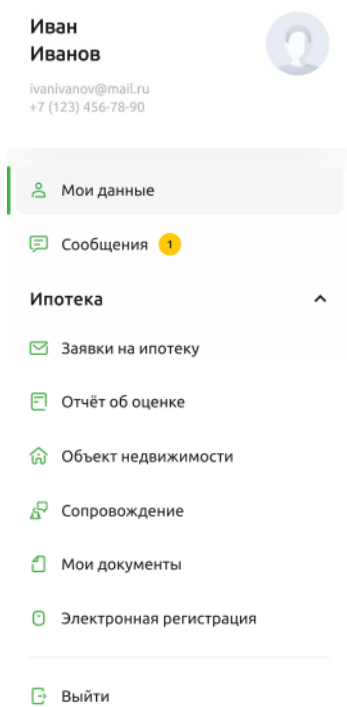 Иван
Иванов
ivanivanov@mail.ru
+7 (123) 456-78-90
Мои данные
Сообщения 1
Ипотека
Заявки на ипотеку
Отчёт об оценке
Объект недвижимости
Сопровождение
Мои документы
Электронная регистрация
Выйти